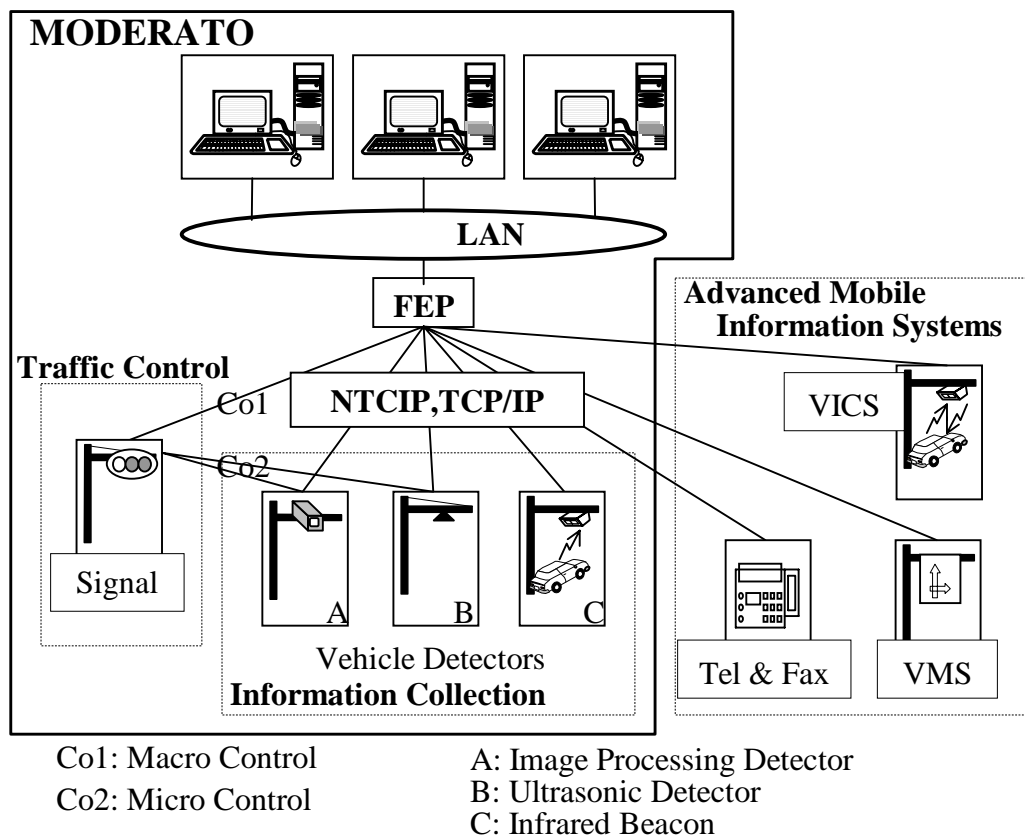 MODERATO
LAN
FEP
Advanced Mobile
Information Systems
Traffic Control
Co1
NTCIP,TCP/IP
VICS
Co2
Signal
A
B
C
Vehicle Detectors
Information Collection
Tel & Fax
VMS
Co1: Macro Control
Co2: Micro Control
A: Image Processing Detector
B: Ultrasonic Detector
C: Infrared Beacon